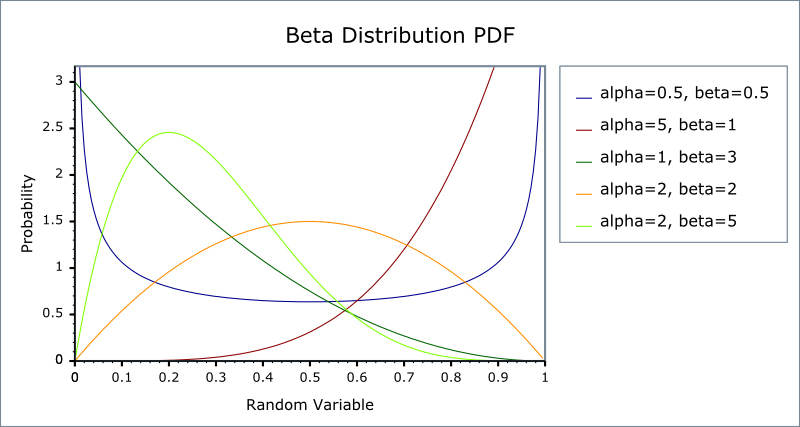 Beta Distribution PDF
3
2.5
2
1.5
1
0.5
0
Probability
0 0.1 0.2 0.3 0.4 0.5 0.6 0.7 0.8 0.9 1
Random Variable
alpha=0.5, beta=0.5
alpha=5, beta=1
alpha=1, beta=3
alpha=2, beta=2
alpha=2, beta=5